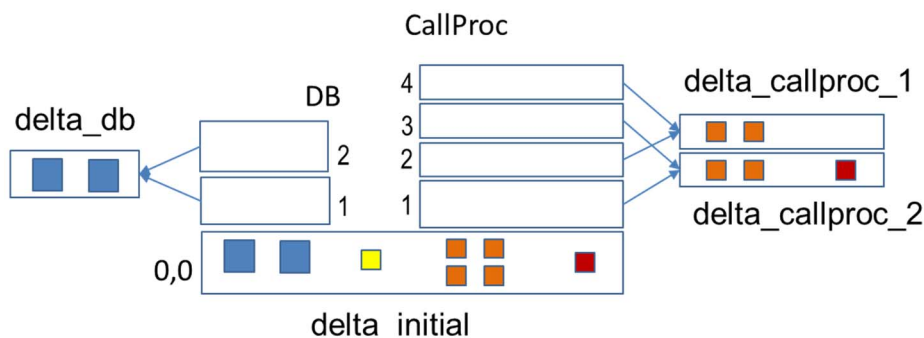 CallProc
4
delta_callproc_1
DB
delta_db
3
2
2
1
1
delta_callproc_2
0,0
delta initial